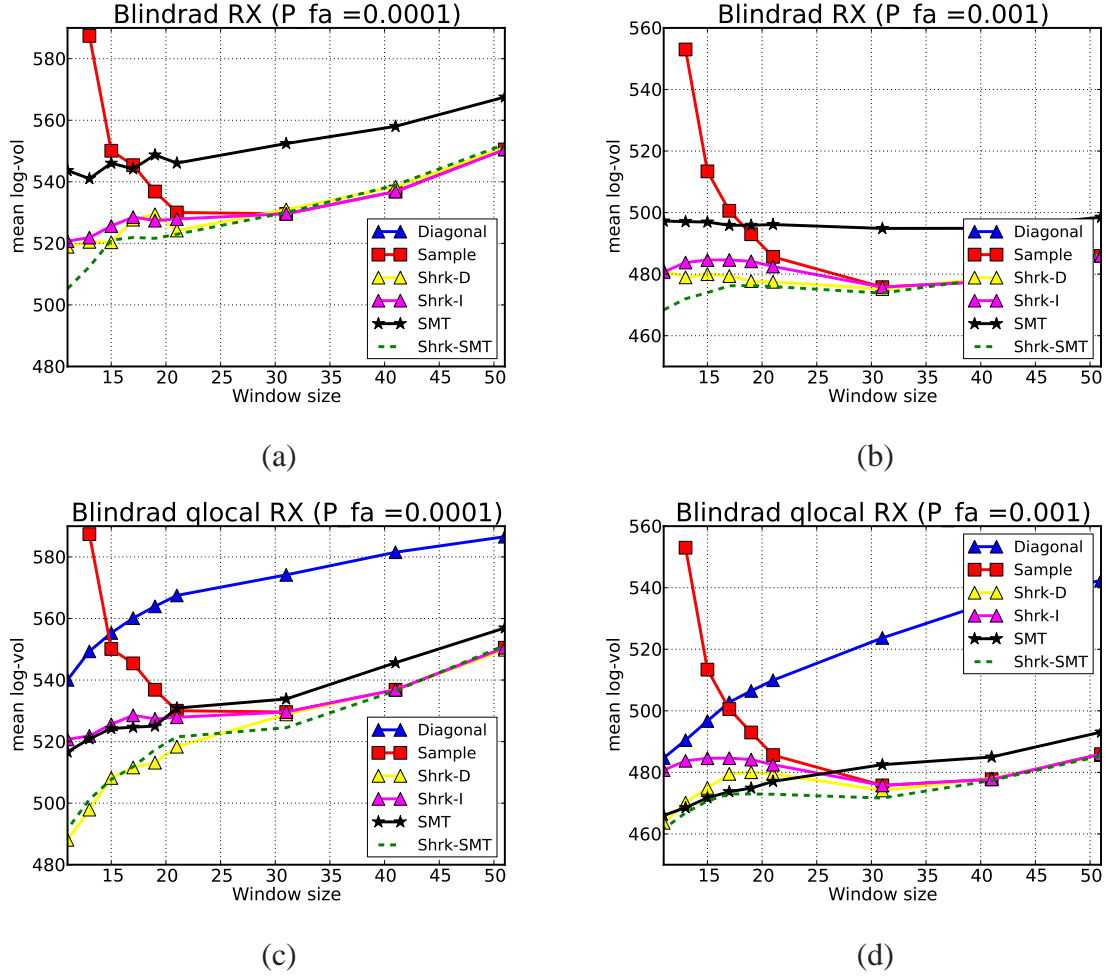 Blindrad RX (P_fa =0.0001)
mean log-vol
580
560
540
520
500
480
15 20 25 30 35 40 45 50
Window size
Diagonal
Sample
Shrk-D
Shrk-I
SMT
Shrk-SMT
(a)
Blindrad RX (P_fa =0.001)
mean log-vol
560
540
520
500
480
460
15 20 25 30 35 40 45 50
Window size
Diagonal
Sample
Shrk-D
Shrk-I
SMT
Shrk-SMT
(b)
Blindrad qlocal RX (P_fa =0.0001)
mean log-vol
580
560
540
520
500
480
15 20 25 30 35 40 45 50
Window size
Diagonal
Sample
Shrk-D
Shrk-I
SMT
Shrk-SMT
(c)
Blindrad qlocal RX (P_fa =0.001)
mean log-vol
560
540
520
500
480
460
15 20 25 30 35 40 45 50
Window size
Diagonal
Sample
Shrk-D
Shrk-I
SMT
Shrk-SMT
(d)